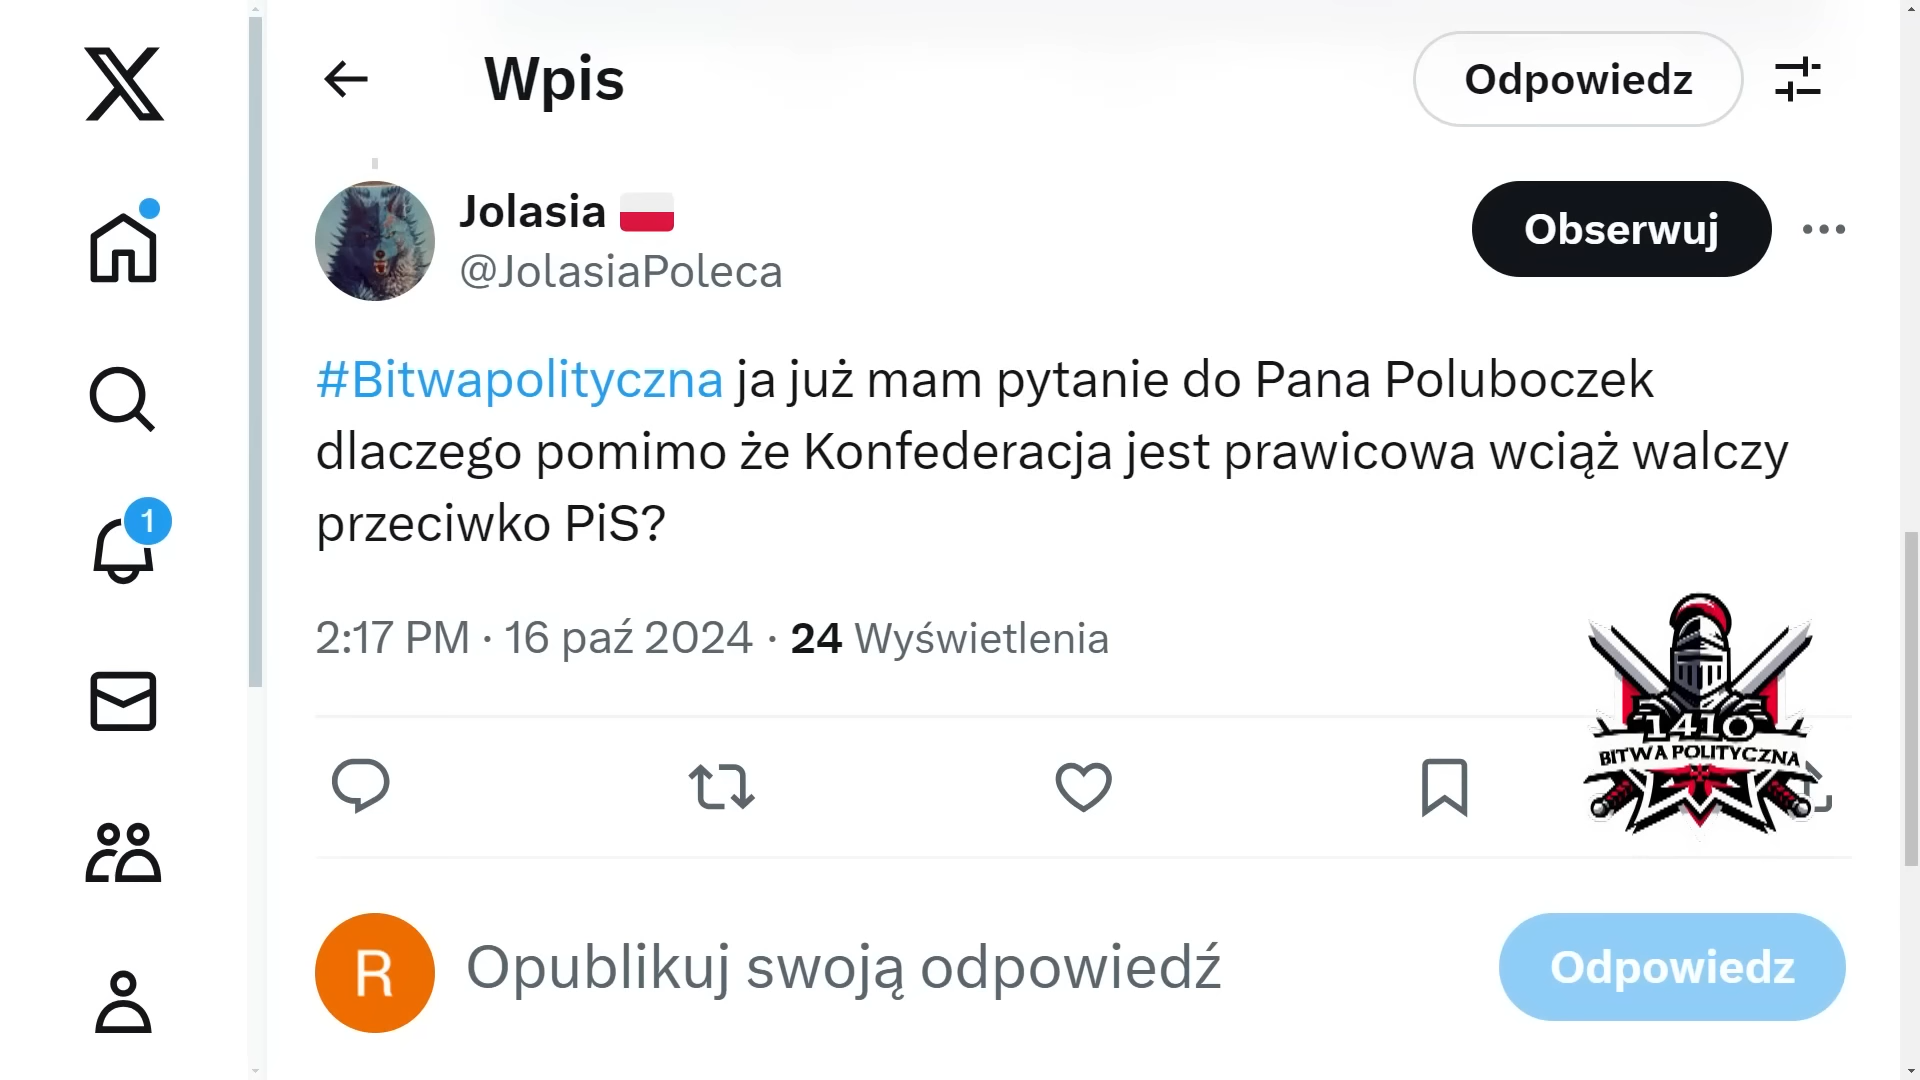 Wpis
Odpowiedz
Jolasia
@JolasiaPoleca
Obserwuj
#Bitwapolityczna ja już mam pytanie do Pana Poluboczek
dlaczego pomimo że Konfederacja jest prawicowa wciąż walczy
przeciwko PiS?
2:17 PM · 16 paź 2024 · 24 Wyświetlenia
1
1410
BITWA POLITYCZNA
R
Opublikuj swoją odpowiedź
Odpowiedz